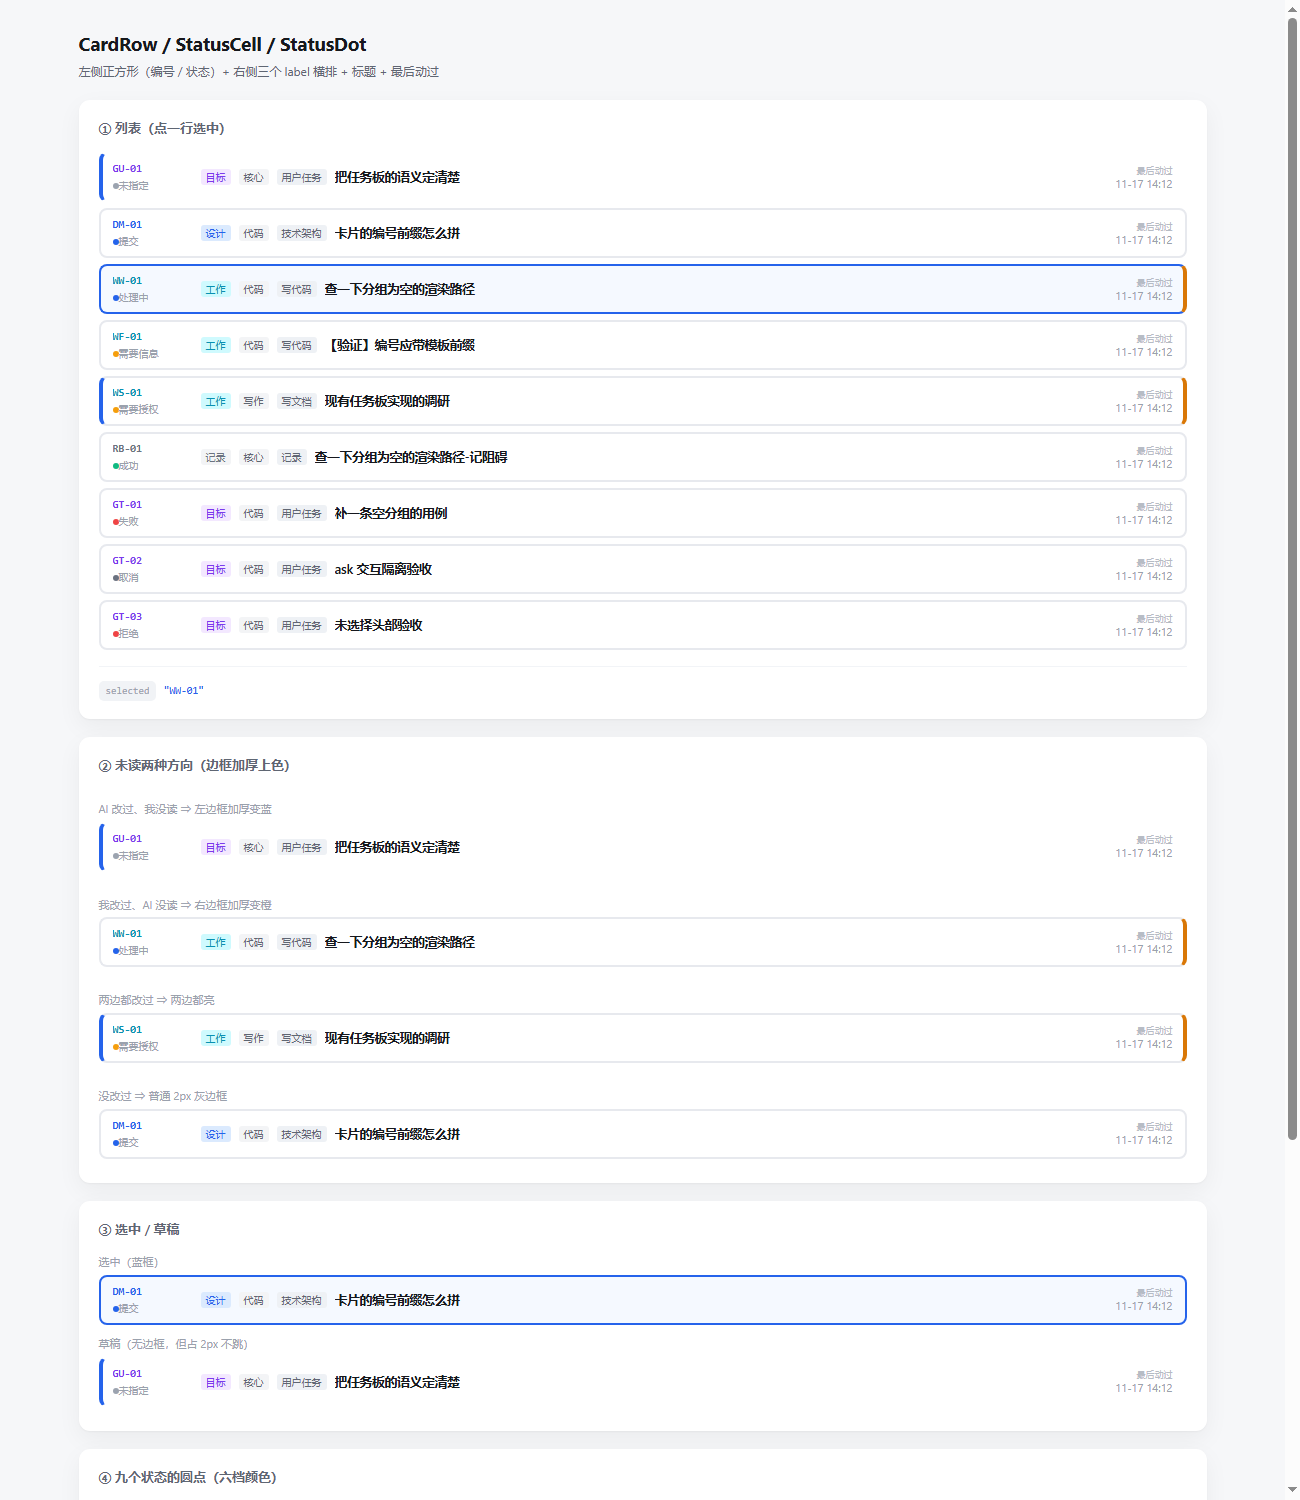 CardRow / StatusCell / StatusDot
左侧正方形（编号 / 状态）+ 右侧三个 label 横排 + 标题 + 最后动过
① 列表（点一行选中）
GU-01 目标 核心 用户任务 把任务板的语义定清楚 最后动过
未指定 11-17 14:12
DM-01 设计 代码 技术架构 卡片的编号前缀怎么拼 最后动过
提交 11-17 14:12
WW-01 工作 代码 写代码 查一下分组为空的渲染路径 最后动过
处理中 11-17 14:12
WF-01 工作 代码 写代码 【验证】编号应带模板前缀 最后动过
需要信息 11-17 14:12
WS-01 工作 写作 写文档 现有任务板实现的调研 最后动过
需要授权 11-17 14:12
RB-01 记录 核心 记录 查一下分组为空的渲染路径-记阻碍 最后动过
成功 11-17 14:12
GT-01 目标 代码 用户任务 补一条空分组的用例 最后动过
失败 11-17 14:12
GT-02 目标 代码 用户任务 ask 交互隔离验收 最后动过
取消 11-17 14:12
GT-03 目标 代码 用户任务 未选择头部验收 最后动过
拒绝 11-17 14:12
selected "WW-01"
② 未读两种方向（边框加厚上色）
AI 改过、我没读 ⇒ 左边框加厚变蓝
GU-01 目标 核心 用户任务 把任务板的语义定清楚 最后动过
未指定 11-17 14:12
我改过、AI 没读 ⇒ 右边框加厚变橙
WW-01 工作 代码 写代码 查一下分组为空的渲染路径 最后动过
处理中 11-17 14:12
两边都改过 ⇒ 两边都亮
WS-01 工作 写作 写文档 现有任务板实现的调研 最后动过
需要授权 11-17 14:12
没改过 ⇒ 普通 2px 灰边框
DM-01 设计 代码 技术架构 卡片的编号前缀怎么拼 最后动过
提交 11-17 14:12
③ 选中 / 草稿
选中（蓝框）
DM-01 设计 代码 技术架构 卡片的编号前缀怎么拼 最后动过
提交 11-17 14:12
草稿（无边框，但占 2px 不跳）
GU-01 目标 核心 用户任务 把任务板的语义定清楚 最后动过
未指定 11-17 14:12
④ 九个状态的圆点（六档颜色）